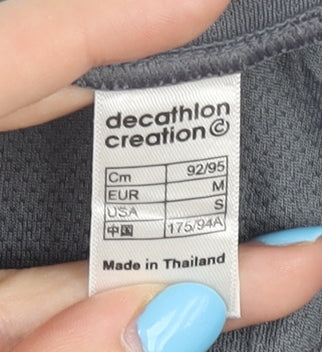 decathlon
creation ©
Cm 92/95
EUR M
USA S
中国 175/94A
Made in Thailand